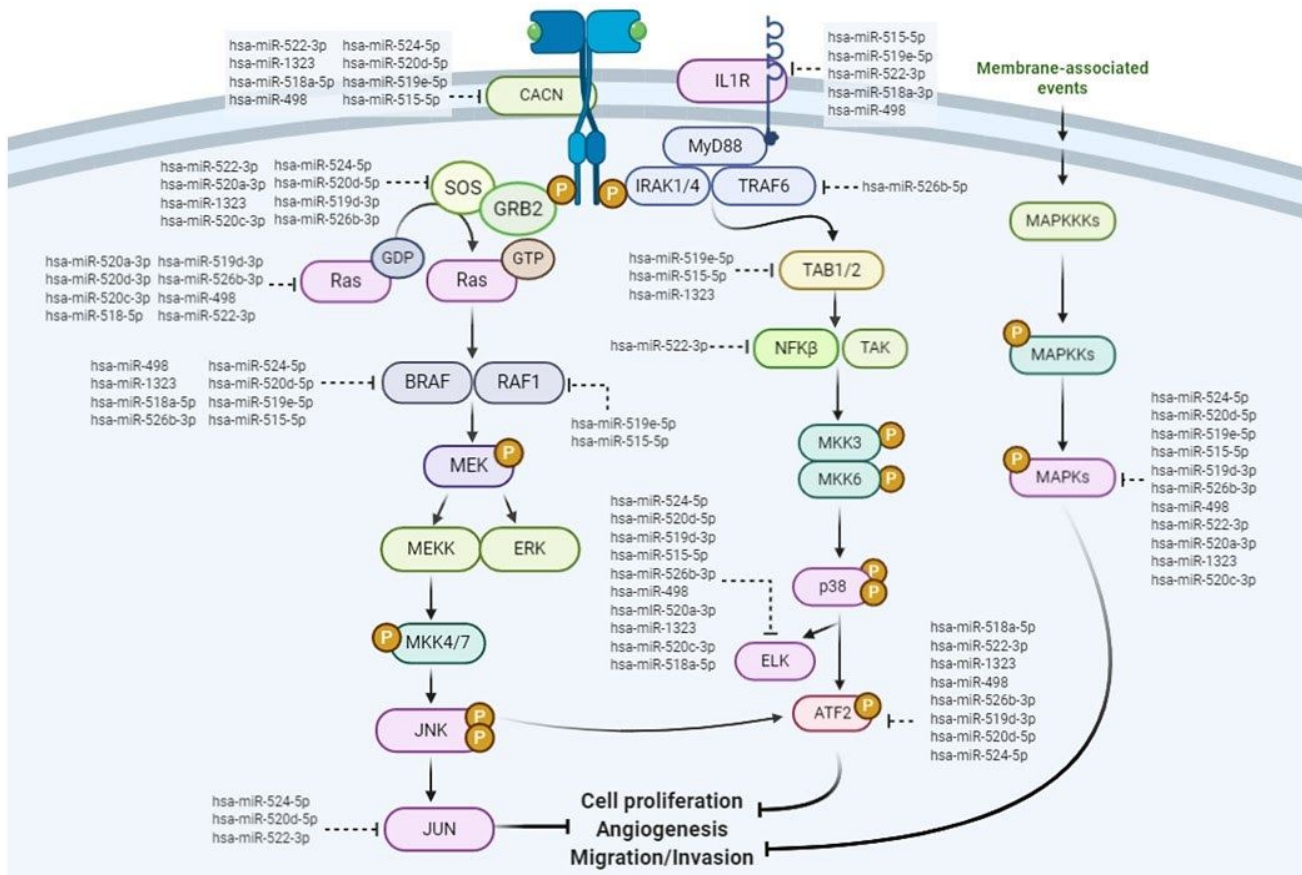 hsa-miR-522-3p hsa-miR-524-5p
hsa-miR-1323 hsa-miR-520d-5p
hsa-miR-518a-5p hsa-miR-519e-5p
hsa-miR-498 hsa-miR-515-5p
CACN
IL1R
hsa-miR-515-5p
hsa-miR-519e-5p
hsa-miR-522-3p
hsa-miR-518a-3p
hsa-miR-498
Membrane-associated
events
MyD88
IRAK1/4 TRAF6
hsa-miR-526b-5p
hsa-miR-522-3p hsa-miR-524-5p
hsa-miR-520a-3p hsa-miR-520d-5p
hsa-miR-1323 hsa-miR-519d-3p
hsa-miR-520c-3p hsa-miR-526b-3p
SOS
GRB2
P
P
MAPKKKs
GDP
GTP
Ras
Ras
hsa-miR-520a-3p hsa-miR-519d-3p
hsa-miR-520d-3p hsa-miR-526b-3p
hsa-miR-520c-3p hsa-miR-498
hsa-miR-518-5p hsa-miR-522-3p
hsa-miR-519e-5p
hsa-miR-515-5p
hsa-miR-1323
TAB1/2
hsa-miR-522-3p
NFKβ TAK
P
MAPKKs
hsa-miR-498 hsa-miR-524-5p
hsa-miR-1323 hsa-miR-520d-5p
hsa-miR-518a-5p hsa-miR-519e-5p
hsa-miR-526b-3p hsa-miR-515-5p
BRAF RAF1
hsa-miR-519e-5p
hsa-miR-515-5p
MKK3 P
MKK6 P
MEK P
P
MAPKs
hsa-miR-524-5p
hsa-miR-520d-5p
hsa-miR-519e-5p
hsa-miR-515-5p
hsa-miR-519d-3p
hsa-miR-526b-3p
hsa-miR-498
hsa-miR-522-3p
hsa-miR-520a-3p
hsa-miR-1323
hsa-miR-520c-3p
MEKK ERK
hsa-miR-524-5p
hsa-miR-520d-5p
hsa-miR-519d-3p
hsa-miR-515-5p
hsa-miR-526b-3p
hsa-miR-498
hsa-mIR-520a-3p
hsa-miR-1323
hsa-miR-520c-3p
hsa-miR-518a-5p
p38
P
P
ELK
P
MKK4/7
JNK
P
P
ATF2 P
hsa-miR-518a-5p
hsa-miR-522-3p
hsa-miR-1323
hsa-miR-498
hsa-miR-526b-3p
hsa-miR-519d-3p
hsa-miR-520d-5p
hsa-miR-524-5p
hsa-miR-524-5p
hsa-miR-520d-5p
hsa-miR-522-3p
JUN
Cell proliferation
Angiogenesis
Migration/Invasion